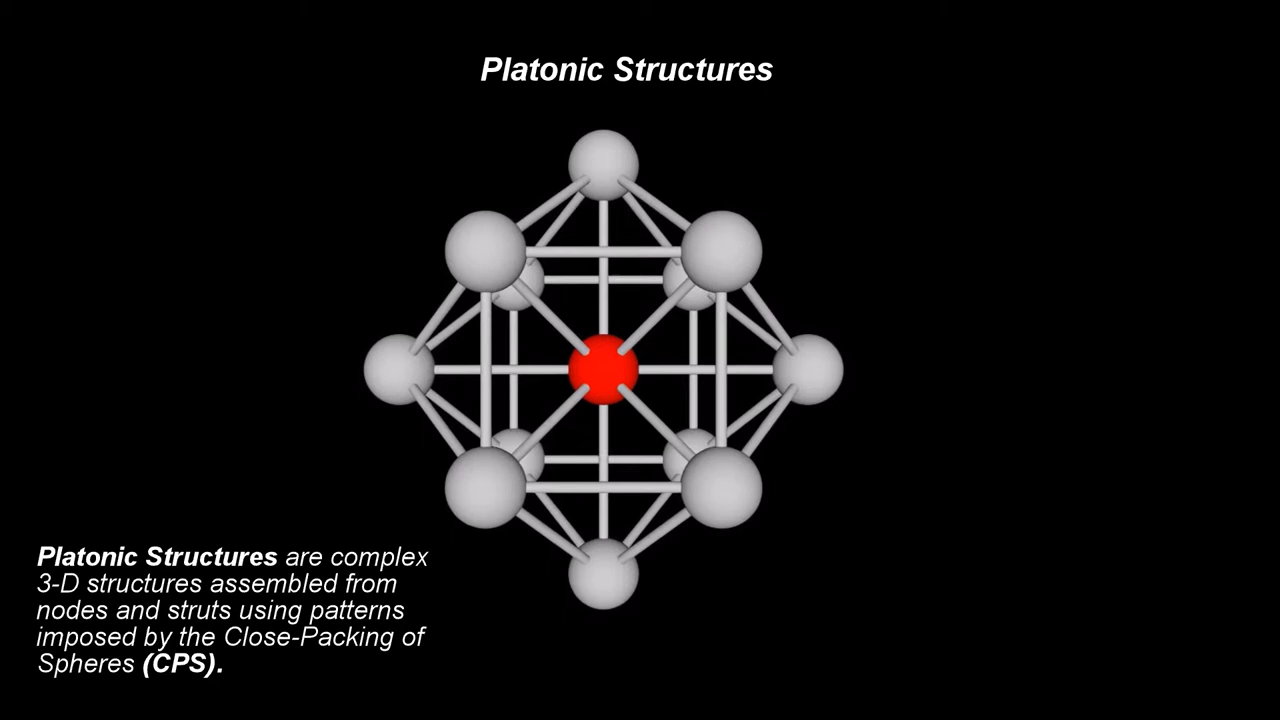 Platonic Structures
Platonic Structures are complex
3-D structures assembled from
nodes and struts using patterns
imposed by the Close-Packing of
Spheres (CPS).